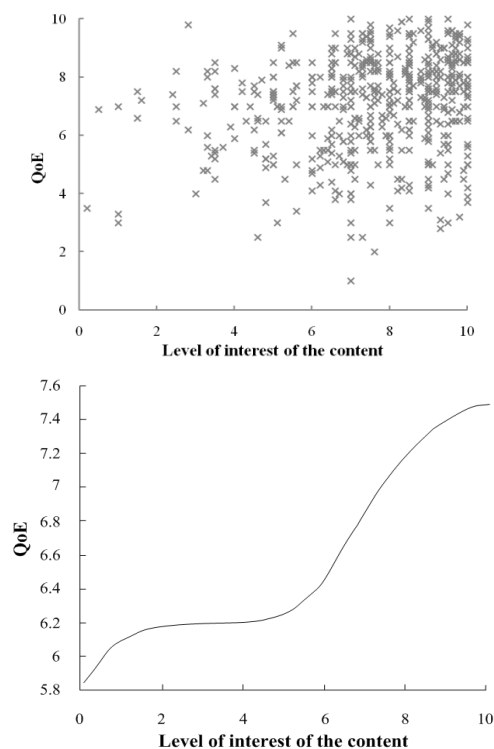 10
8
6
4
2
0
QoE
0 2 4 6 8 10
Level of interest of the content
7.6
7.4
7.2
7
6.8
6.6
6.4
6.2
6
5.8
QoE
0 2 4 6 8 10
Level of interest of the content